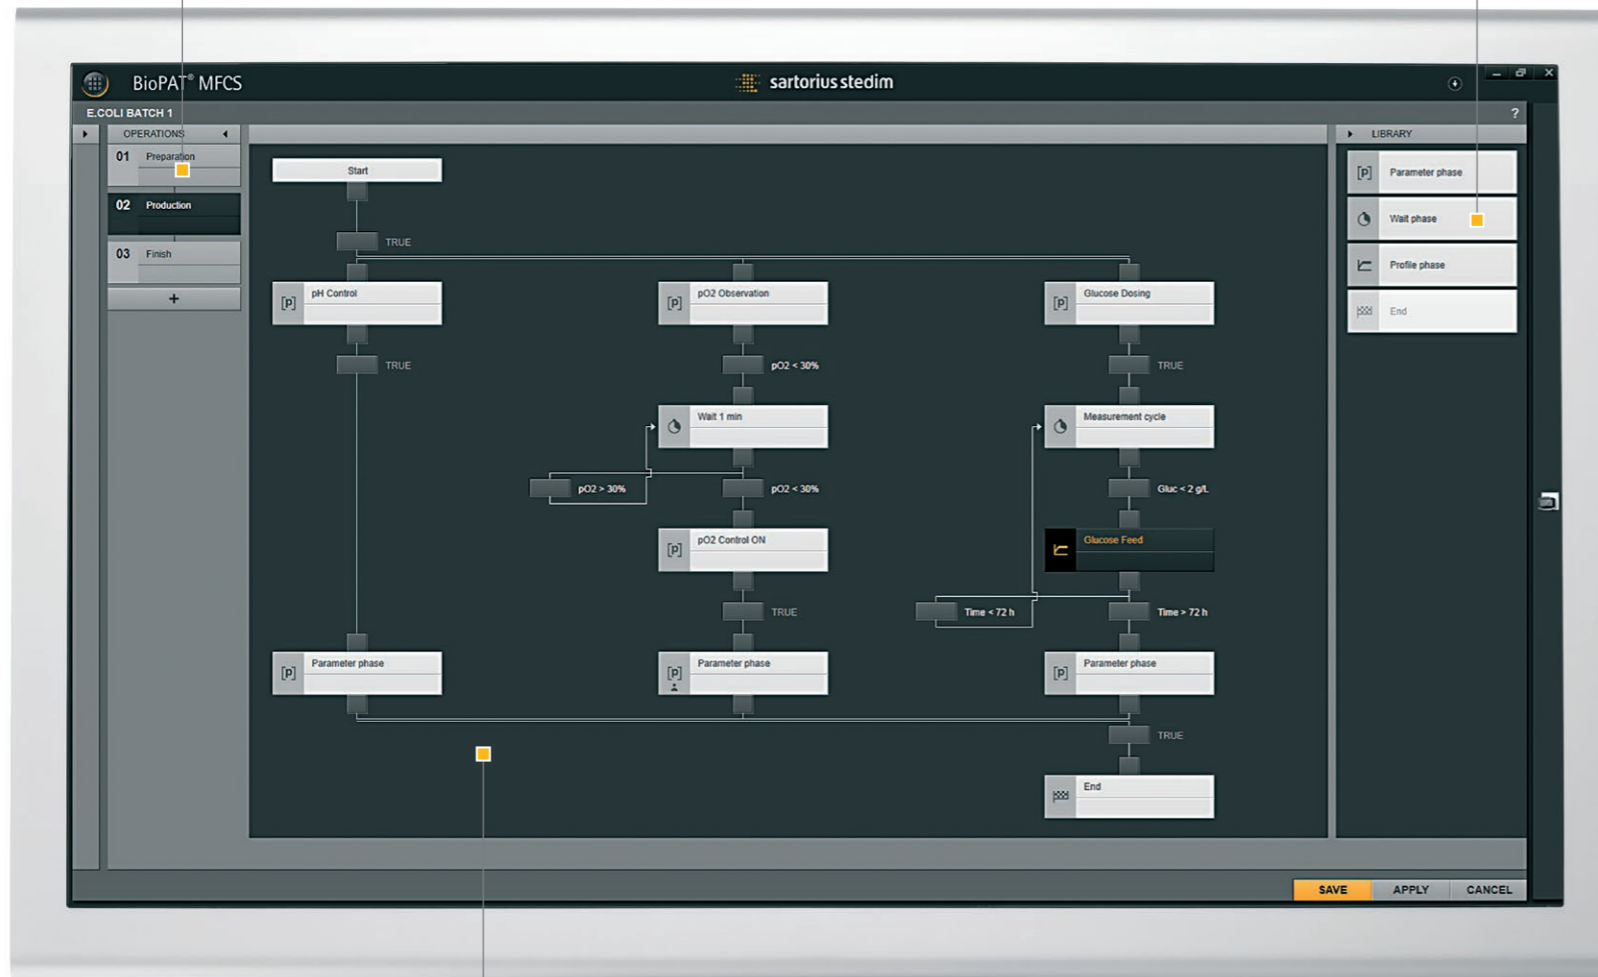 BioPAT® MFCS
sartorius stedim
E.COLI BATCH 1
?
OPERATIONS
LIBRARY
01 Preparation
02 Production
03 Finish
+
Start
TRUE
[p] pH Control
[p] pO2 Observation
[p] Glucose Dosing
TRUE
pO2 < 30%
TRUE
Wait 1 min
Measurement cycle
pO2 > 30%
pO2 < 30%
Gluc < 2 g/L
[p] pO2 Control ON
Glucose Feed
TRUE
Time < 72 h
Time > 72 h
[p] Parameter phase
[p] Parameter phase
[p] Parameter phase
TRUE
End
[p] Parameter phase
Wait phase
Profile phase
End
SAVE APPLY CANCEL